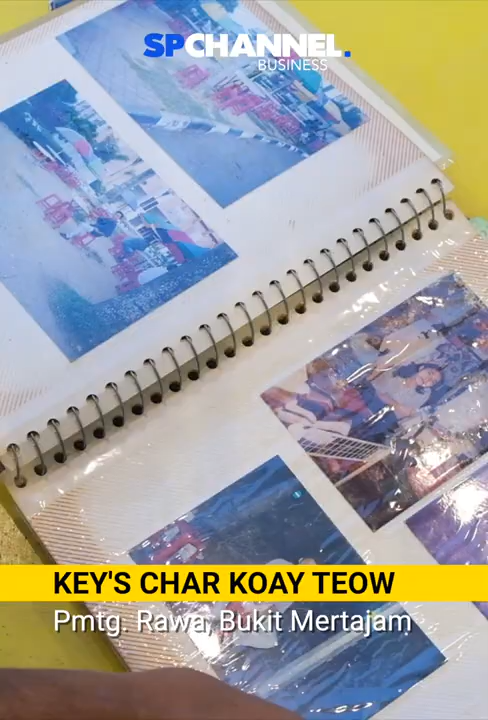 SPCHANNEL.
BUSINESS
KEY'S CHAR KOAY TEOW
Pmtg. Rawa, Bukit Mertajam